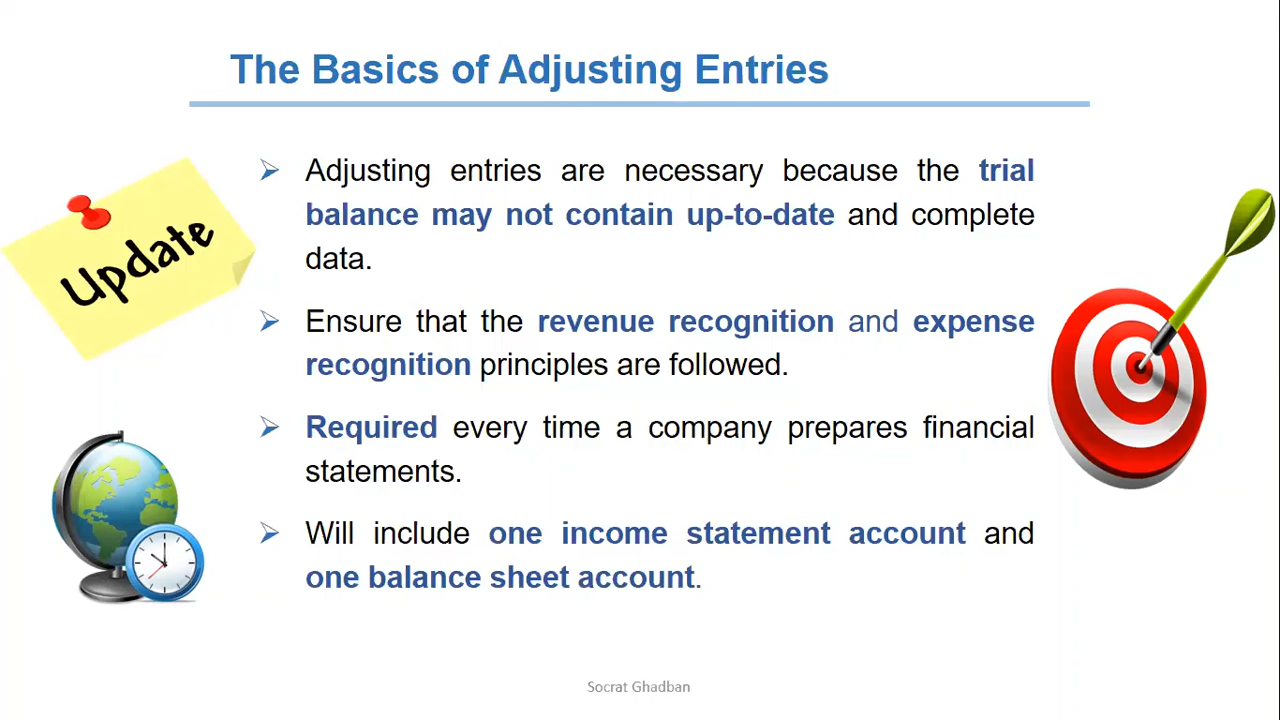 The Basics of Adjusting Entries
Update
Adjusting entries are necessary because the trial
balance may not contain up-to-date and complete
data.
Ensure that the revenue recognition and expense
recognition principles are followed.
Required every time a company prepares financial
statements.
Will include one income statement account and
one balance sheet account.
Socrat Ghadban